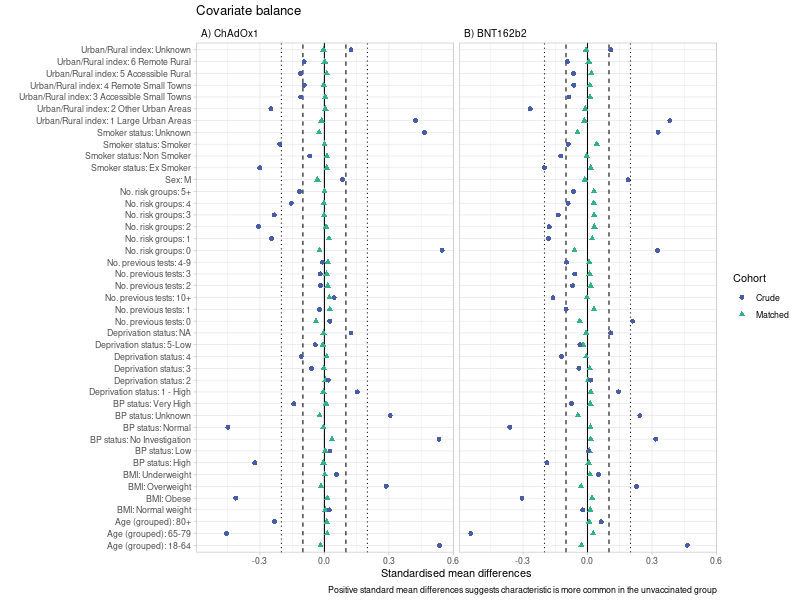 Covariate balance
A) ChAdOx1
B) BNT162b2
Urban/Rural index: Unknown
Urban/Rural index: 6 Remote Rural
Urban/Rural index: 5 Accessible Rural
Urban/Rural index: 4 Remote Small Towns
Urban/Rural index: 3 Accessible Small Towns
Urban/Rural index: 2 Other Urban Areas
Urban/Rural index: 1 Large Urban Areas
Smoker status: Unknown
Smoker status: Smoker
Smoker status: Non Smoker
Smoker status: Ex Smoker
Sex: M
No. risk groups: 5+
No. risk groups: 4
No. risk groups: 3
No. risk groups: 2
No. risk groups: 1
No. risk groups: 0
No. previous tests: 4-9
No. previous tests: 3
No. previous tests: 2
No. previous tests: 10+
No. previous tests: 1
No. previous tests: 0
Deprivation status: NA
Deprivation status: 5-Low
Deprivation status: 4
Deprivation status: 3
Deprivation status: 2
Deprivation status: 1 - High
BP status: Very High
BP status: Unknown
BP status: Normal
BP status: No Investigation
BP status: Low
BP status: High
BMI: Underweight
BMI: Overweight
BMI: Obese
BMI: Normal weight
Age (grouped): 80+
Age (grouped): 65-79
Age (grouped): 18-64
-0.3 0.0 0.3 0.6
-0.3 0.0 0.3 0.6
Standardised mean differences
Positive standard mean differences suggests characteristic is more common in the unvaccinated group
Cohort
Crude
Matched